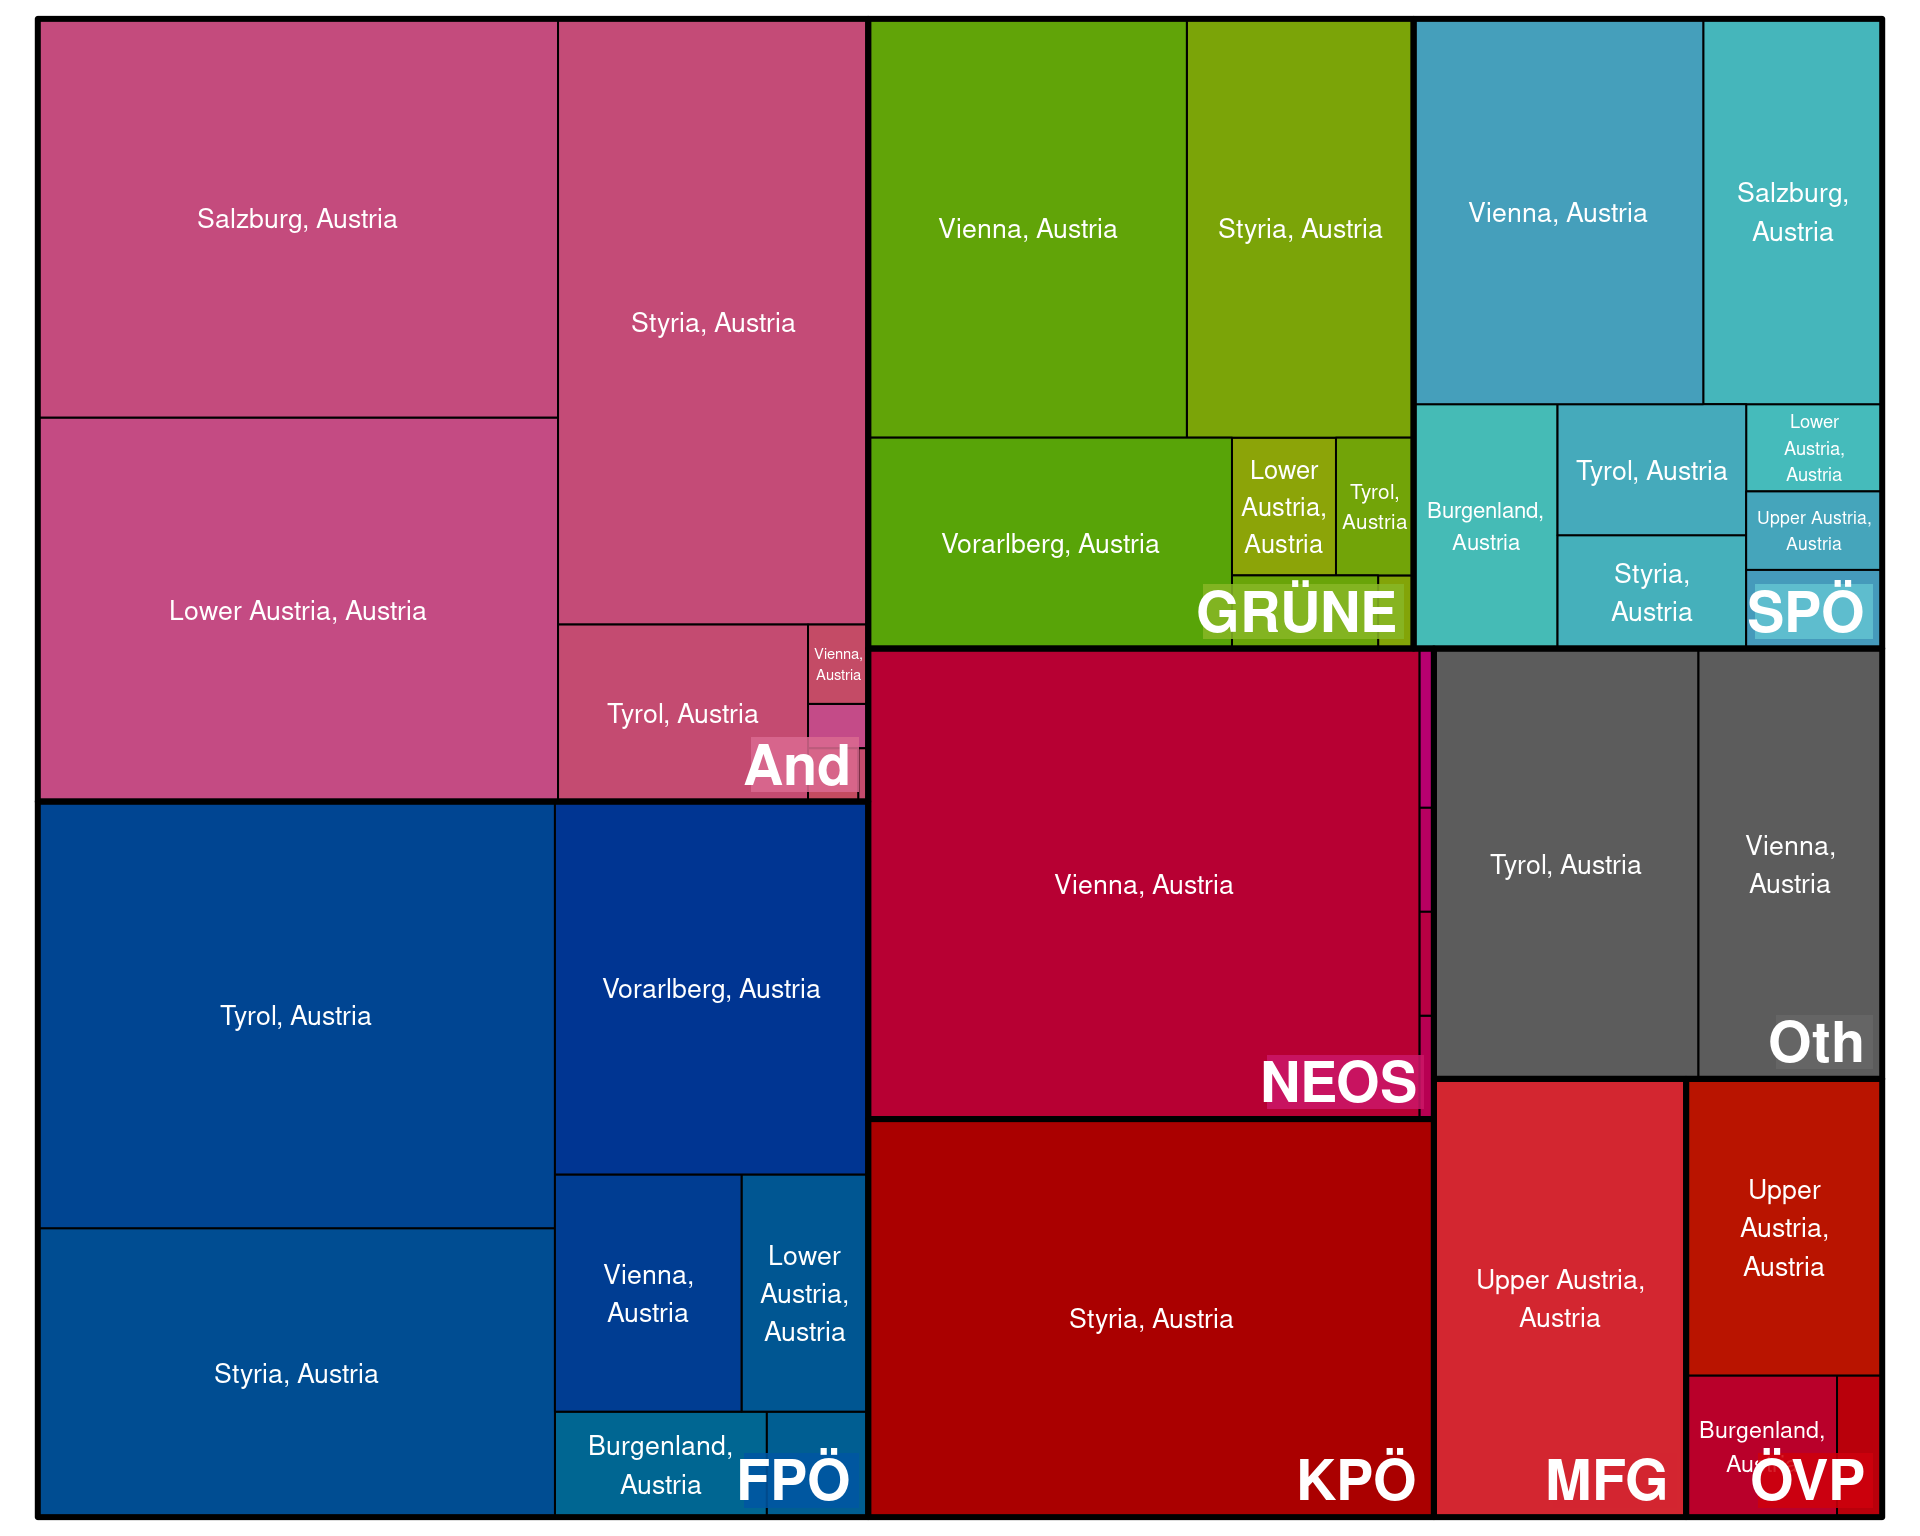 Salzburg, Austria
Styria, Austria
Lower Austria, Austria
Tyrol, Austria
Vienna,
Austria
And
Vienna, Austria
Styria, Austria
Vorarlberg, Austria
Lower
Austria,
Austria
Tyrol,
Austria
GRÜNE
Vienna, Austria
Salzburg,
Austria
Burgenland,
Austria
Tyrol, Austria
Styria,
Austria
Lower
Austria,
Austria
Upper Austria,
Austria
SPÖ
Tyrol, Austria
Styria, Austria
Vorarlberg, Austria
Vienna,
Austria
Lower
Austria,
Austria
Burgenland,
Austria
FPÖ
Vienna, Austria
NEOS
Styria, Austria
KPÖ
Tyrol, Austria
Vienna,
Austria
Oth
Upper Austria,
Austria
MFG
Upper
Austria,
Austria
Burgenland,
Austria
ÖVP